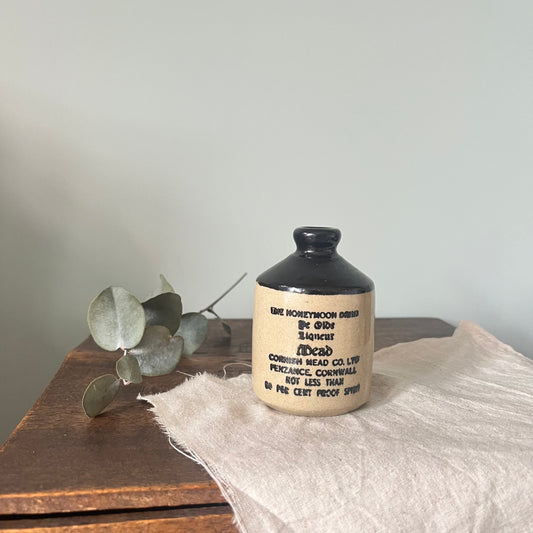 THE HONEYMOON DRINK
Ye Olde
Liqueur
Mead
CORNISH MEAD CO. LTD
PENZANCE, CORNWALL
NOT LESS THAN
PER CENT PROOF SPIRIT